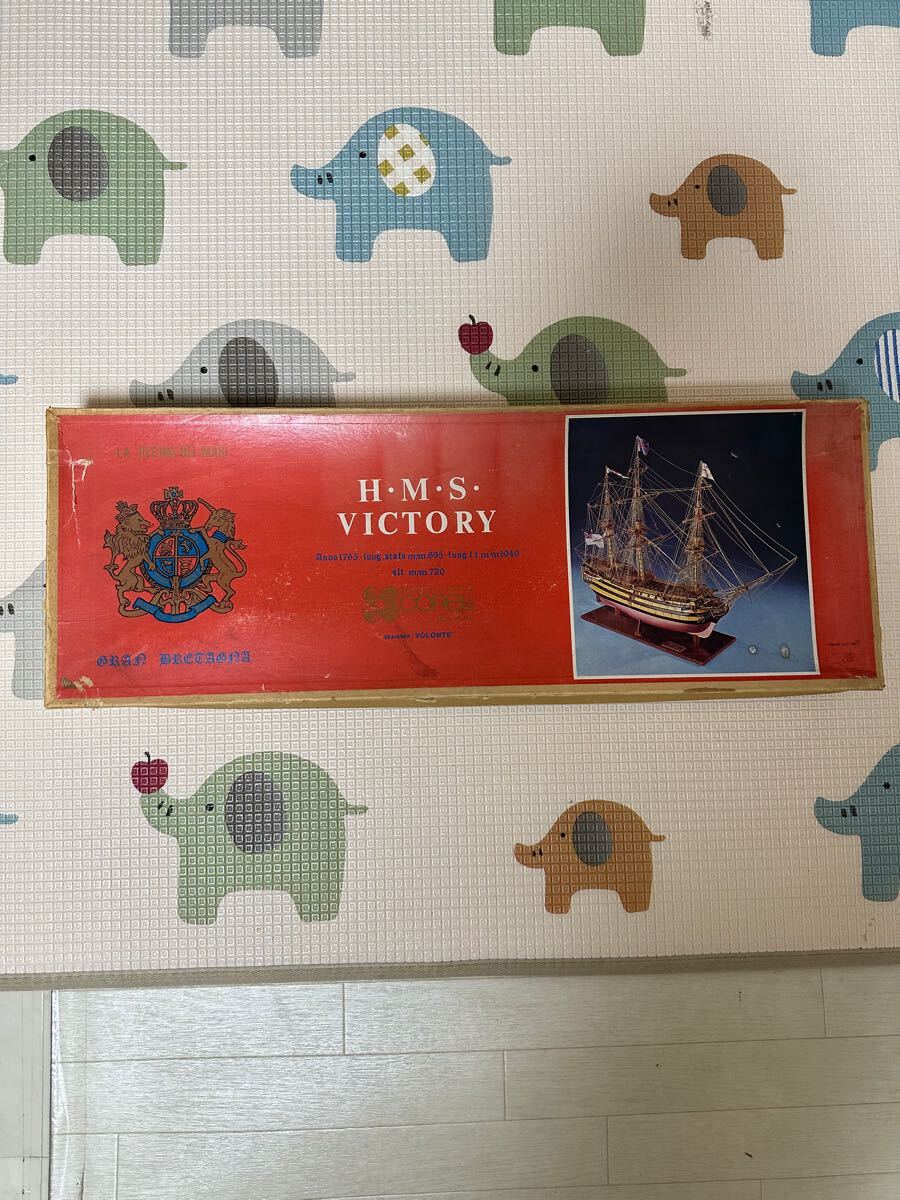 LA REGINA DEI MARI
H·M·S·
VICTORY
Anno 1765-lung.scafo m/m.695-lung.f.t.m/m.1040
alt. m/m.720
COREL
DESIGNER VOLONTE'
GRAN BRETAGNA